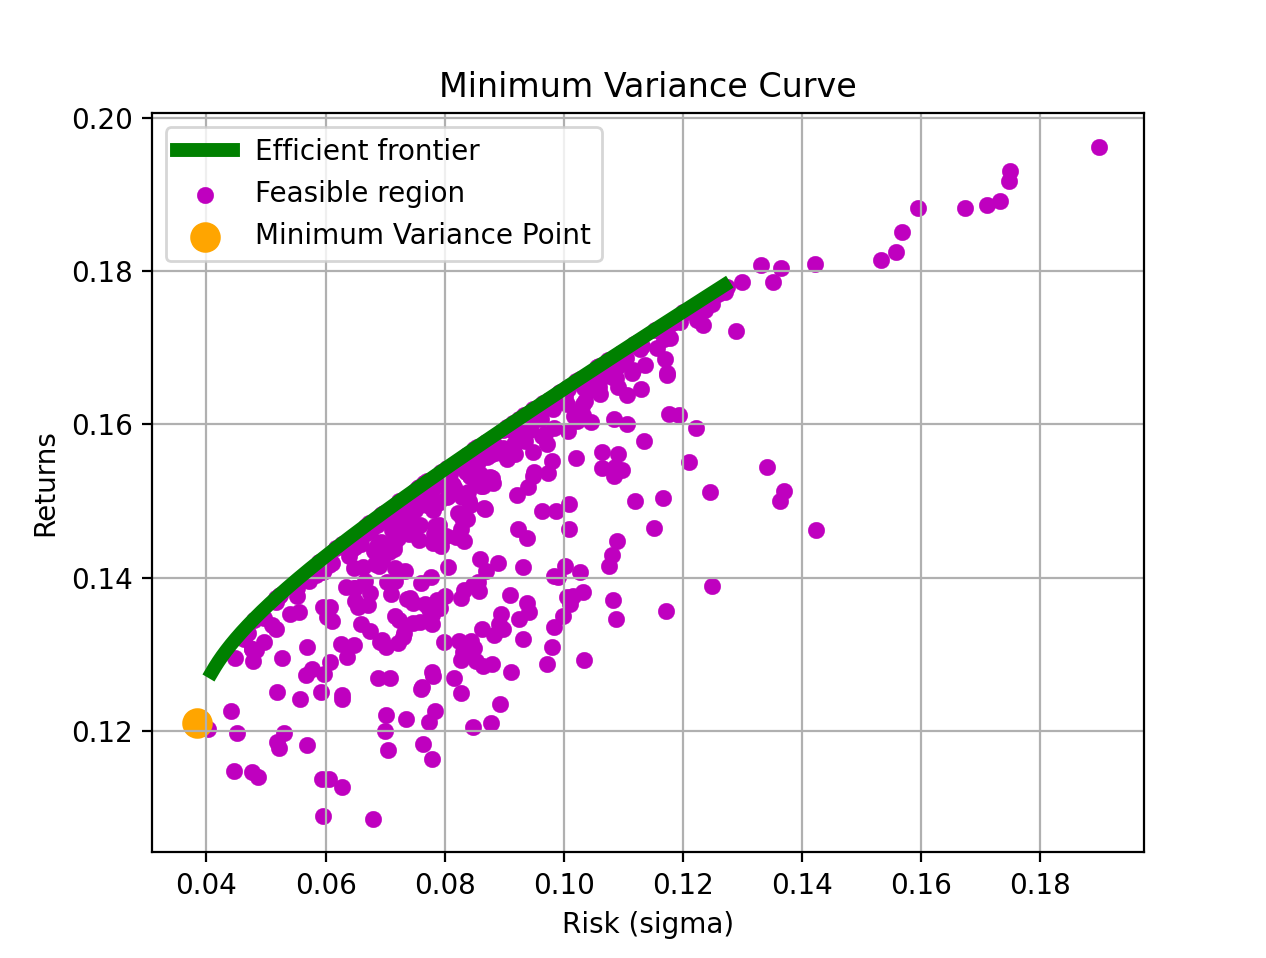 Minimum Variance Curve
Efficient frontier
Feasible region
Minimum Variance Point
Returns
0.20
0.18
0.16
0.14
0.12
0.04 0.06 0.08 0.10 0.12 0.14 0.16 0.18
Risk (sigma)